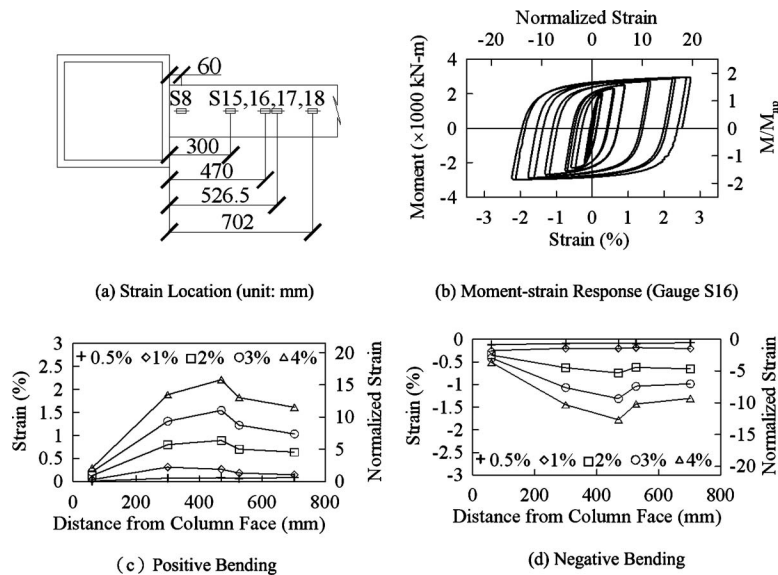 60
S8 S15,16,17,18
300
470
526.5
702
(a) Strain Location (unit: mm)
Normalized Strain
-15 -10 -5 0 5 10 15 20
Moment (×1000 kN-m)
4
2
0
-2
-4
2
1
0
-1
-2
M/Mnp
-3 -2 -1 0 1 2 3
Strain (%)
(b) Moment-strain Response (Gauge S16)
Strain (%)
3
2.5
2
1.5
1
0.5
0
0.5% 1% 2% 3% 4%
20
15
10
5
0
Normalized Strain
0 200 400 600 800
Distance from Column Face (mm)
(c) Positive Bending
Strain (%)
0
-0.5
-1
-1.5
-2
-2.5
-3
0.5% 1% 2% 3% 4%
0
-5
-10
-15
-20
Normalized Strain
0 200 400 600 800
Distance from Column Face (mm)
(d) Negative Bending